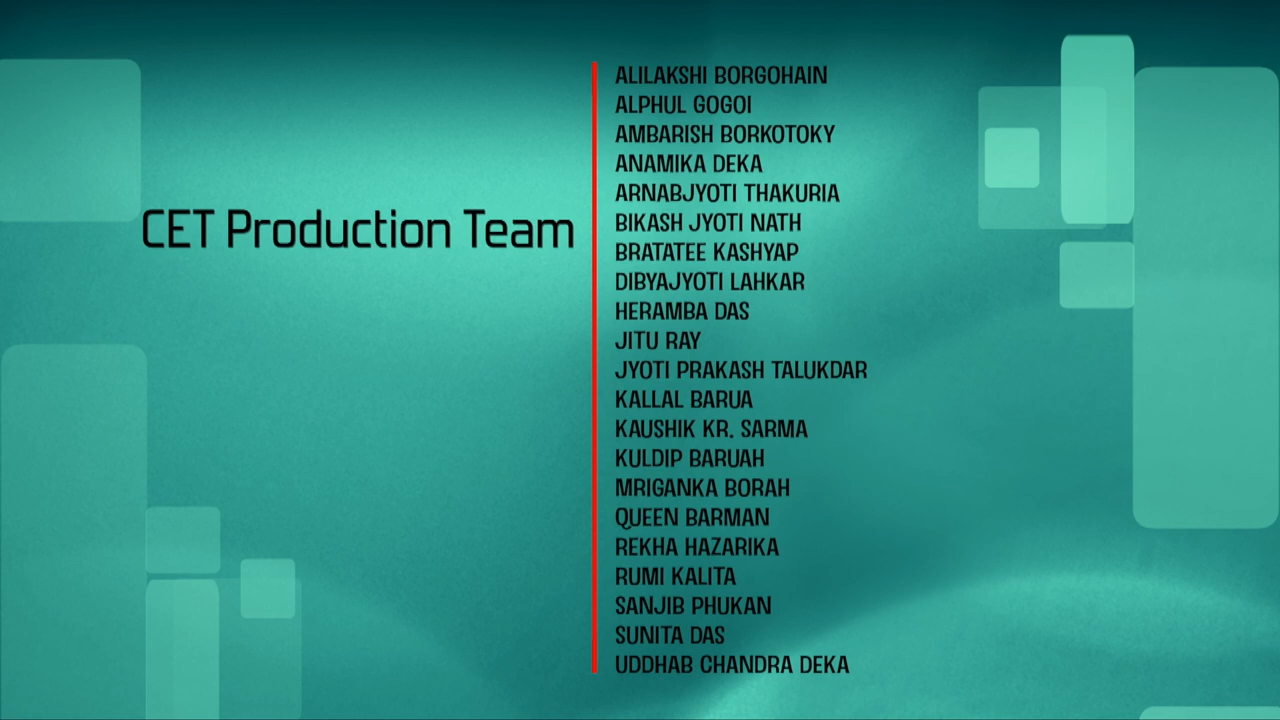 CET Production Team
ALILAKSHI BORGOHAIN
ALPHUL GOGOI
AMBARISH BORKOTOKY
ANAMIKA DEKA
ARNABJYOTI THAKURIA
BIKASH JYOTI NATH
BRATATEE KASHYAP
DIBYAJYOTI LAHKAR
HERAMBA DAS
JITU RAY
JYOTI PRAKASH TALUKDAR
KALLAL BARUA
KAUSHIK KR. SARMA
KULDIP BARUAH
MRIGANKA BORAH
QUEEN BARMAN
REKHA HAZARIKA
RUMI KALITA
SANJIB PHUKAN
SUNITA DAS
UDDHAB CHANDRA DEKA